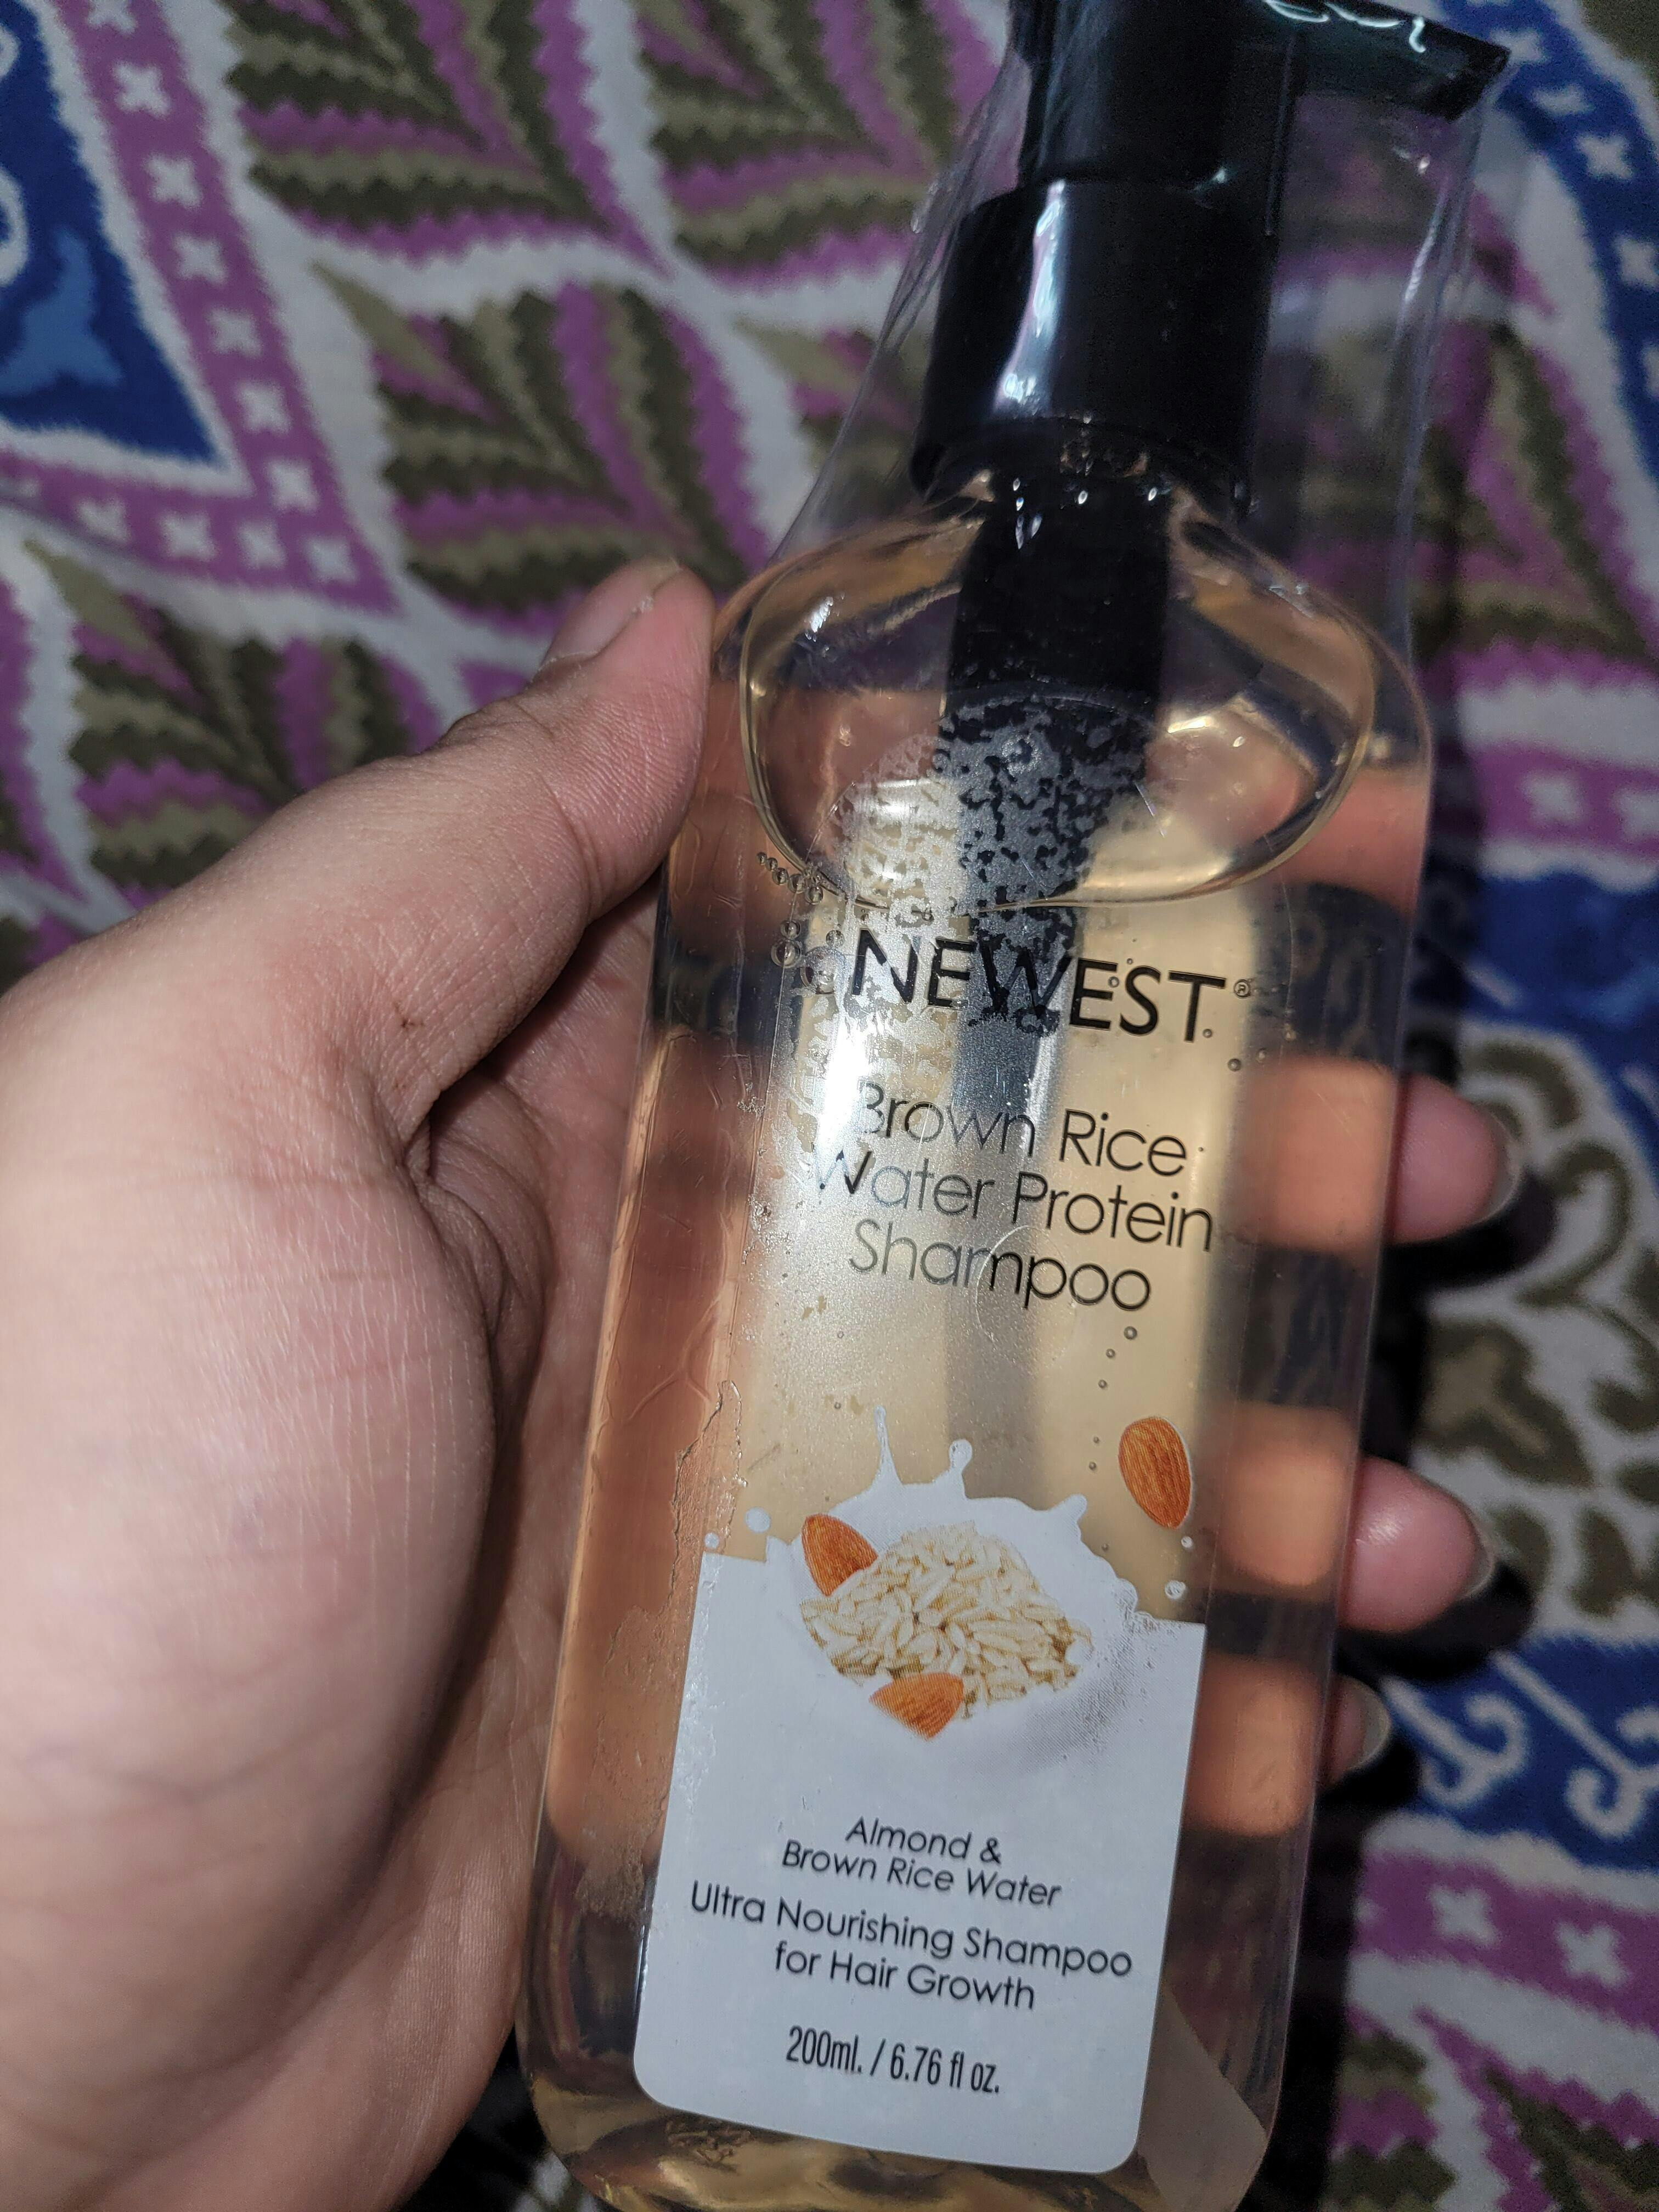 NEWEST®
Brown Rice
Water Protein
Shampoo
Almond &
Brown Rice Water
Ultra Nourishing Shampoo
for Hair Growth
200ml. / 6.76 fl oz.